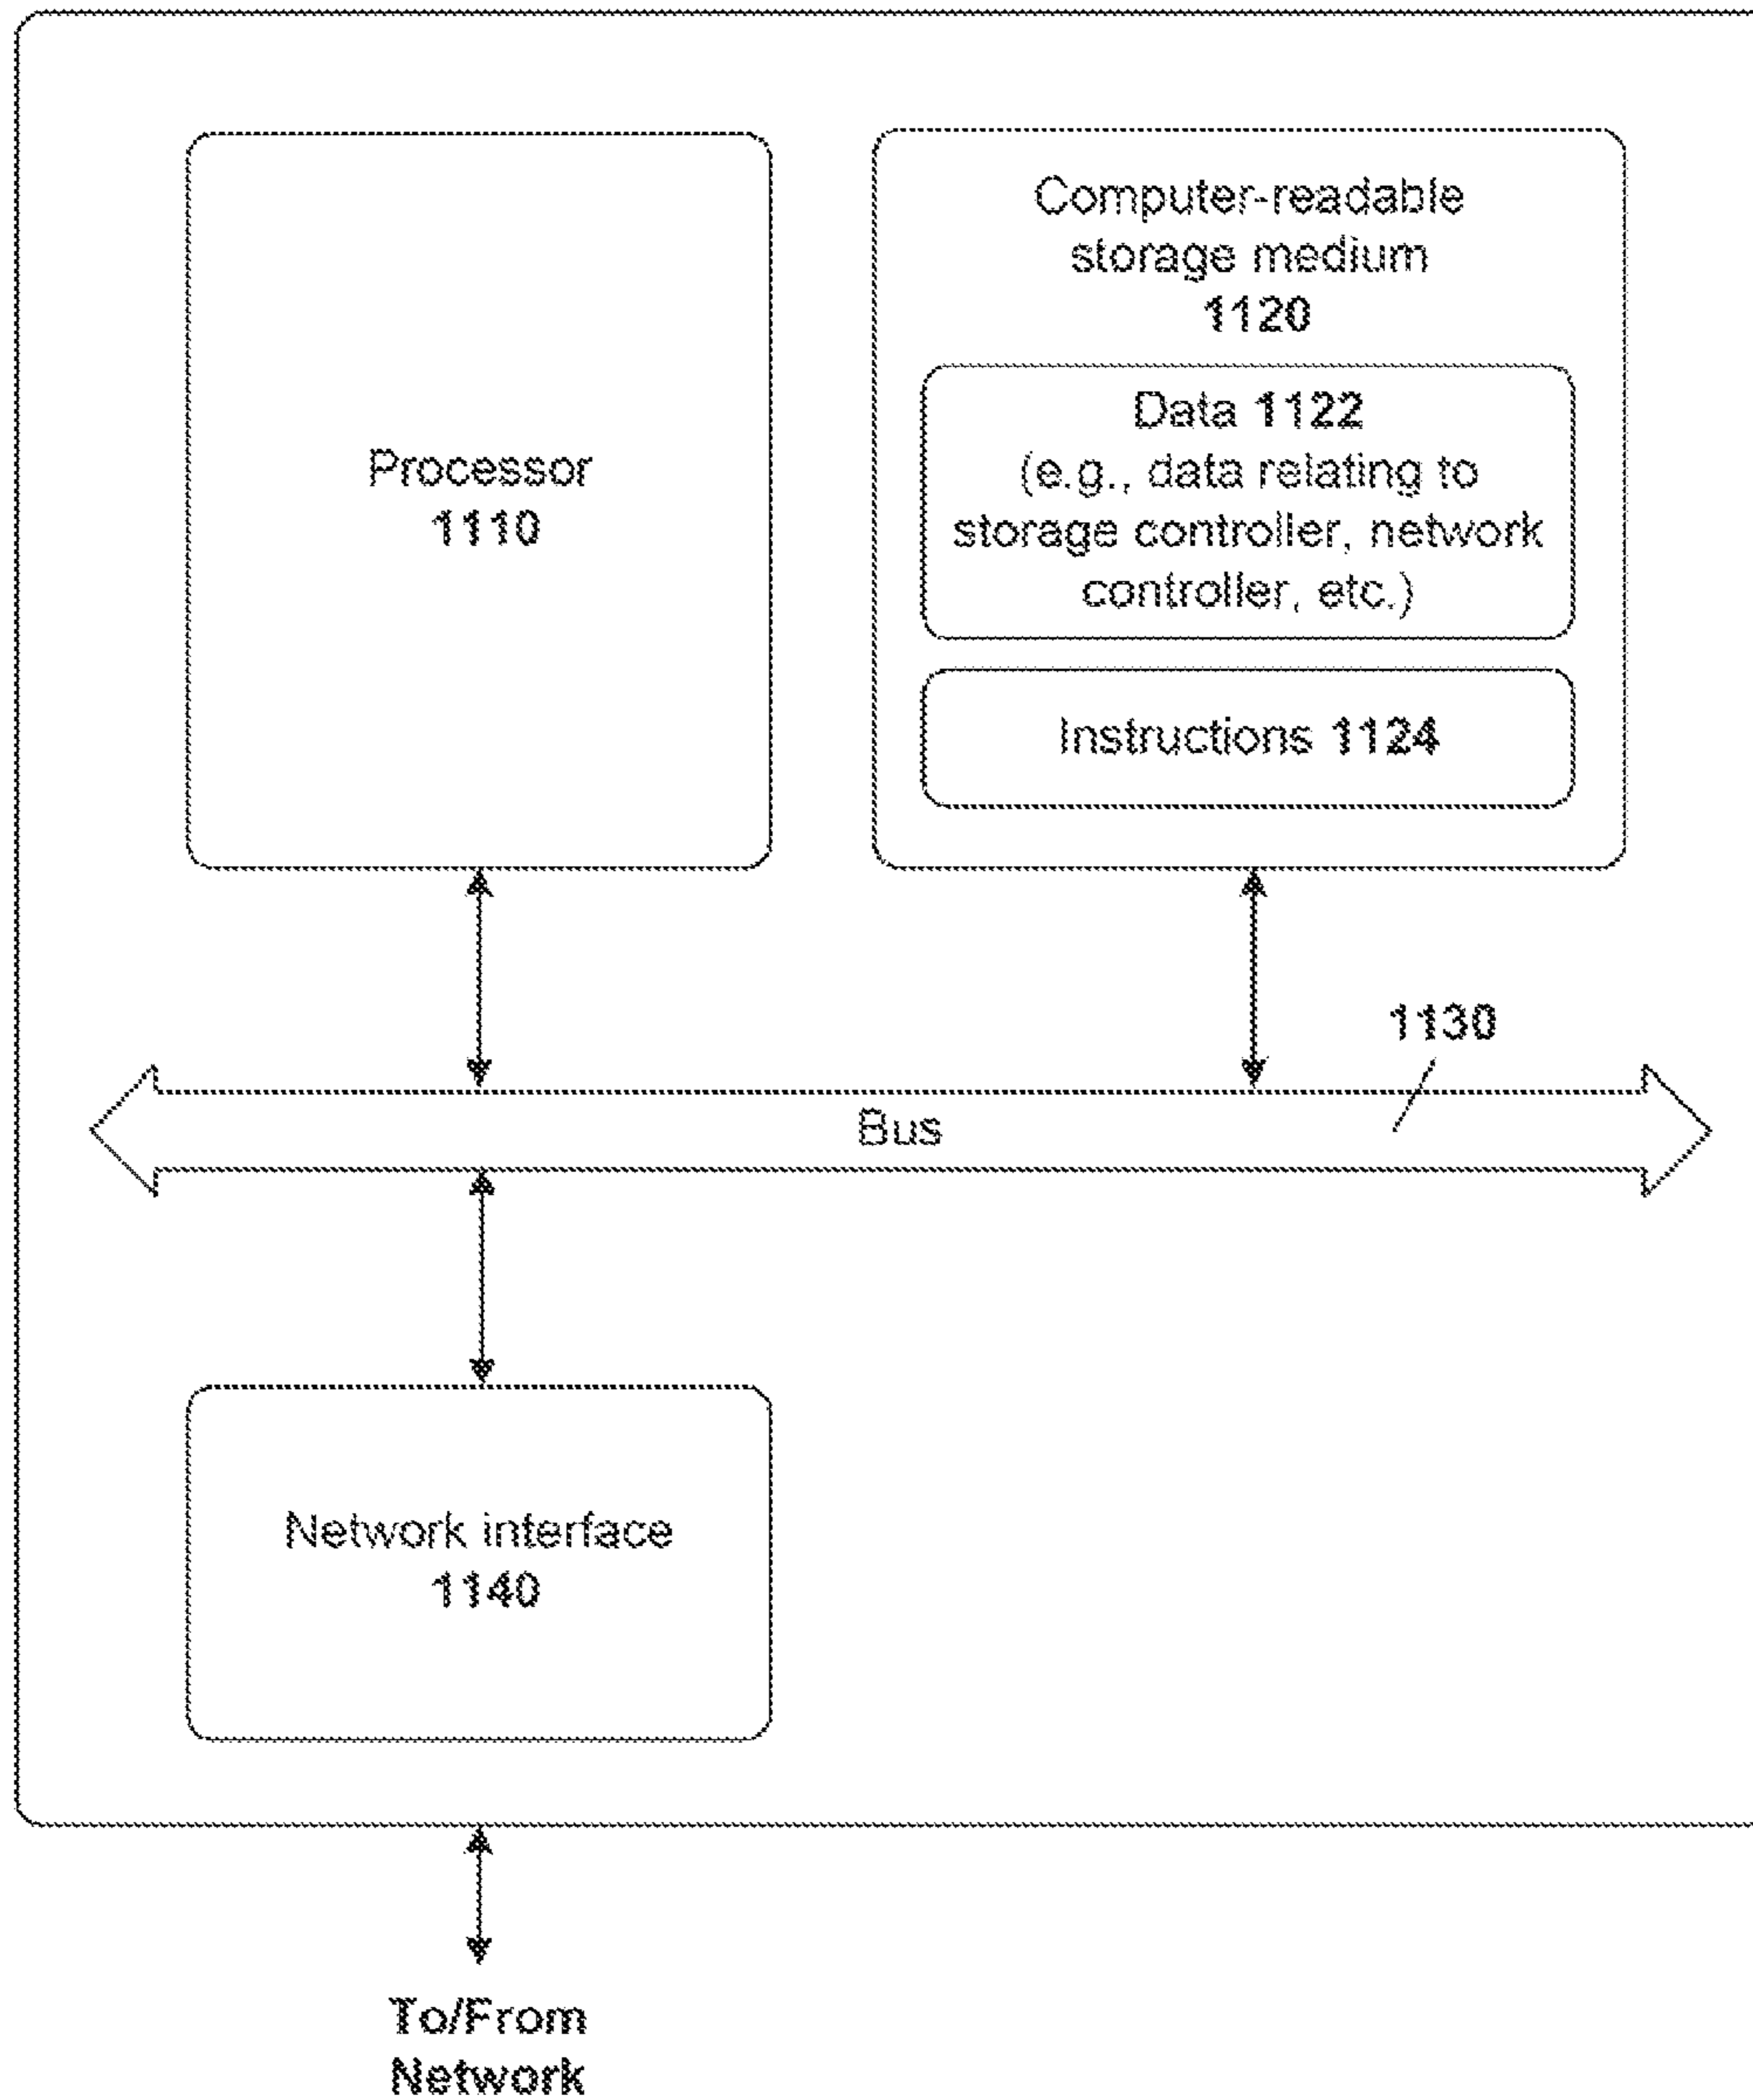 Processor
1110
Computer-readable
storage medium
1120
Data 1122
(e.g., data relating to
storage controller, network
controller, etc.)
Instructions 1124
1130
Bus
Network interface
1140
To/From
Network